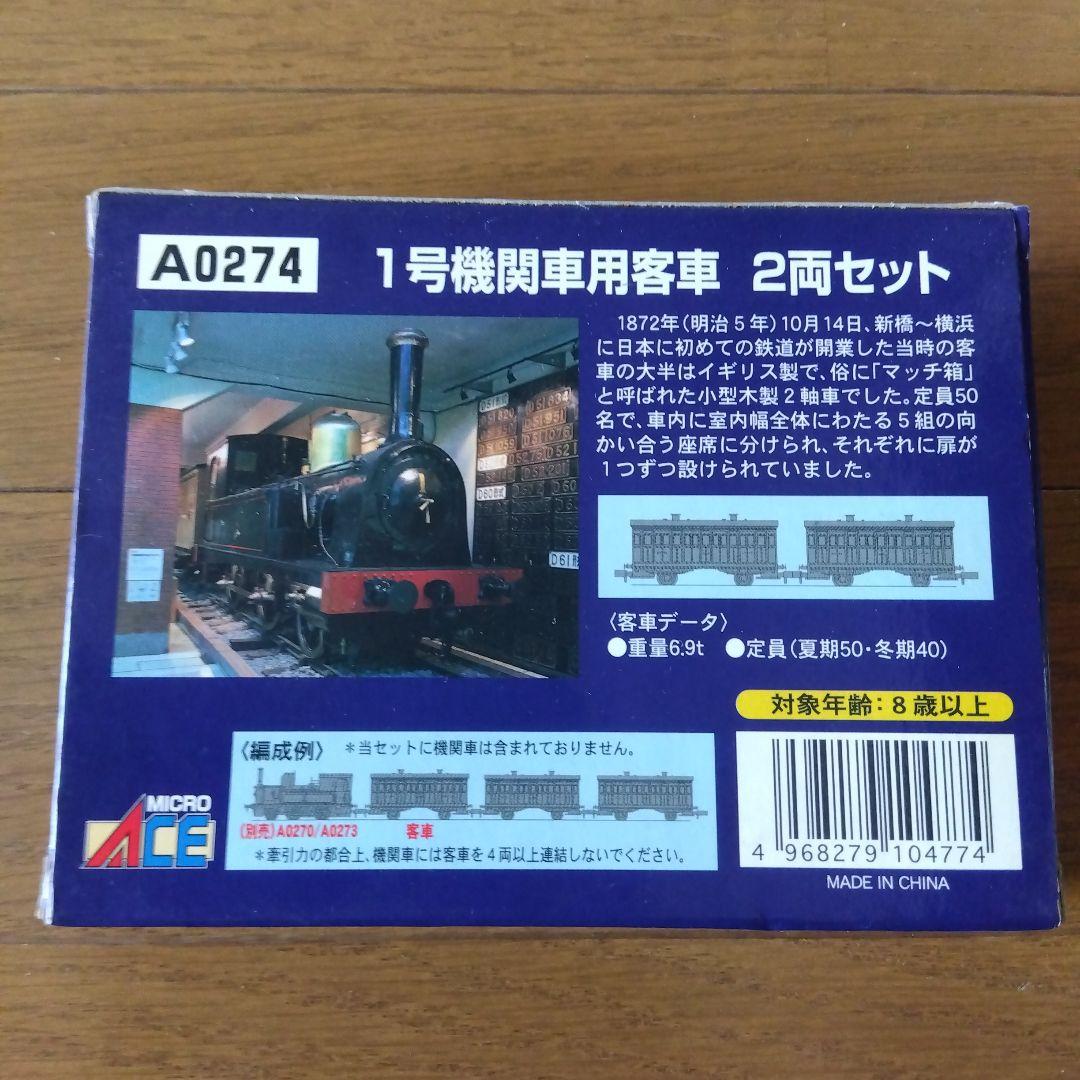 A0274
1号機関車用客車 2両セット
1872年(明治5年)10月14日、新橋～横浜
に日本に初めての鉄道が開業した当時の客
車の大半はイギリス製で、俗に「マッチ箱」
と呼ばれた小型木製2軸車でした。定員50
名で、車内に室内幅全体にわたる5組の向
かい合う座席に分けられ、それぞれに扉が
1つずつ設けられていました。
D60形式
D61形
〈客車データ〉
●重量6.9t ●定員(夏期50・冬期40)
対象年齢:8歳以上
〈編成例〉 *当セットに機関車は含まれておりません。
(別売)A0270/A0273 客車
*牽引力の都合上、機関車には客車を4両以上連結しないでください。
MICRO
ACE
4 968279 104774
MADE IN CHINA